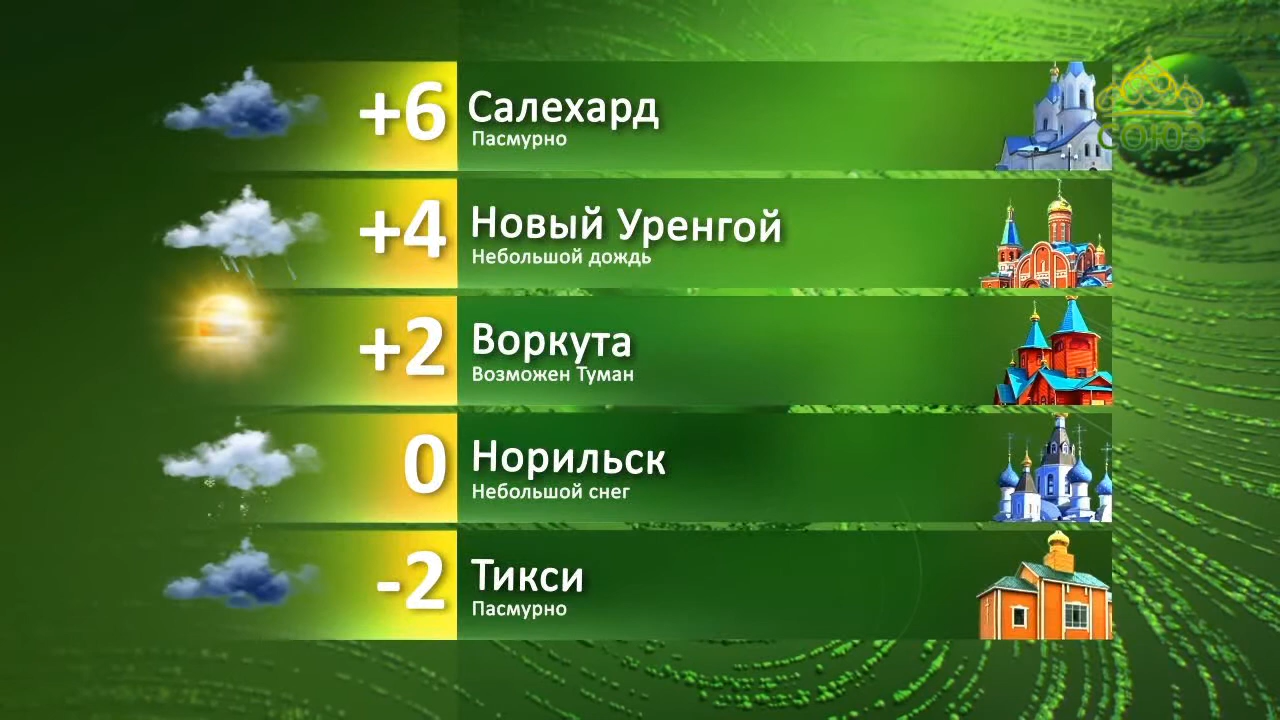 +6 Салехард
Пасмурно
СОЮЗ
+4 Новый Уренгой
Небольшой дождь
+2 Воркута
Возможен Туман
0 Норильск
Небольшой снег
-2 Тикси
Пасмурно